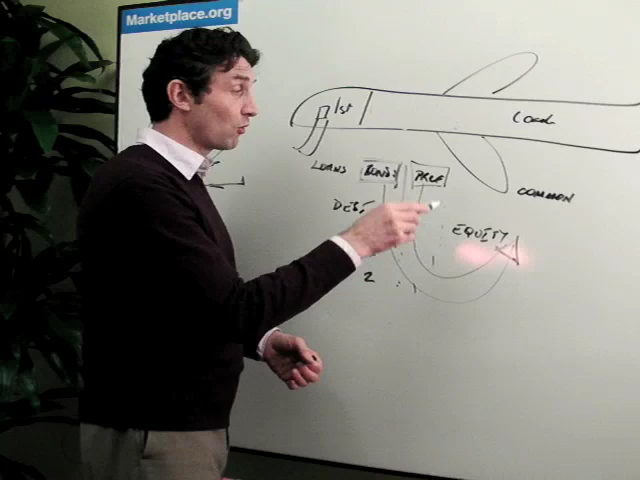 Marketplace.org
1st
Coach
LOANS BONDS PREF
COMMON
DEBT
EQUITY
2